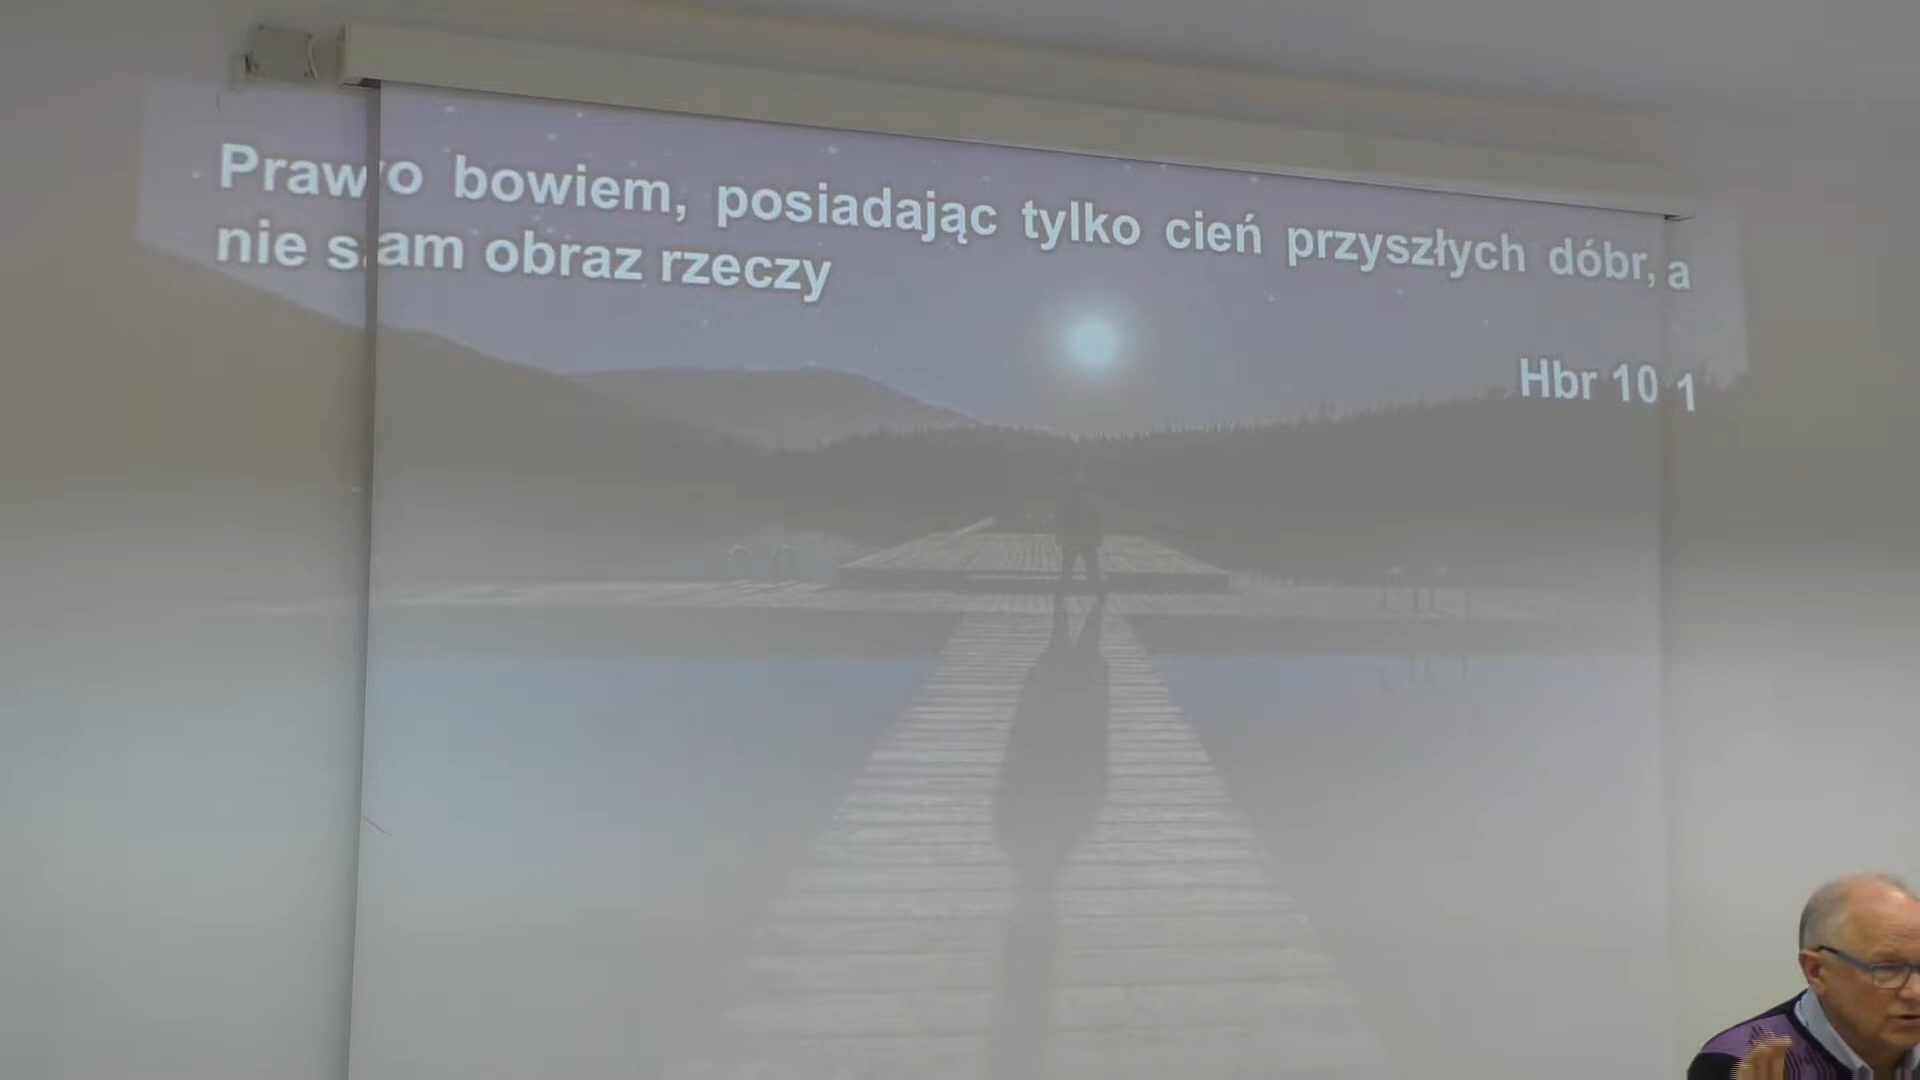 Prawo bowiem, posiadając tylko cień przyszłych dóbr, a
nie sam obraz rzeczy
Hbr 10 1